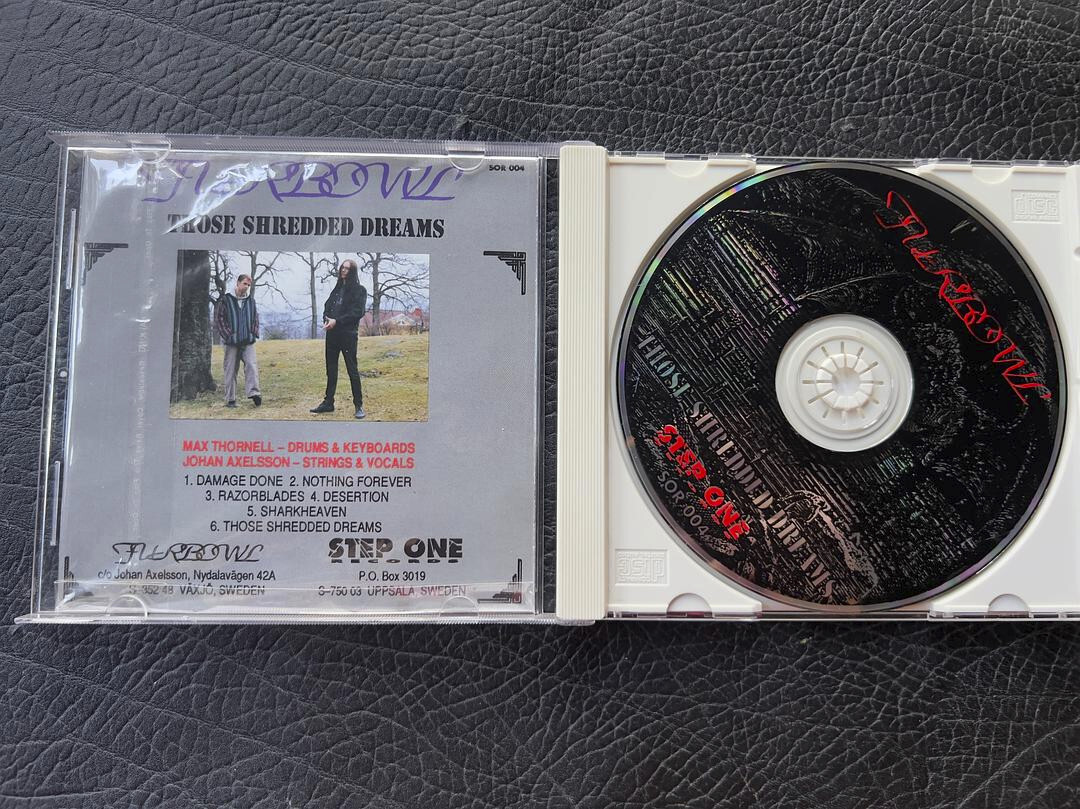 FURBOWL
SOR 004
THOSE SHREDDED DREAMS
MAX THORNELL – DRUMS & KEYBOARDS
JOHAN AXELSSON – STRINGS & VOCALS
1. DAMAGE DONE 2. NOTHING FOREVER
3. RAZORBLADES 4. DESERTION
5. SHARKHEAVEN
6. THOSE SHREDDED DREAMS
FURBOWL
c/o Johan Axelsson, Nydalavägen 42A
S-352 48 VÄXJÖ, SWEDEN
STEP ONE
RECORDS
P.O. Box 3019
S-750 03 UPPSALA, SWEDEN
FURBOWL
THOSE SHREDDED DREAMS
STEP ONE
SOR 004
disc
disc